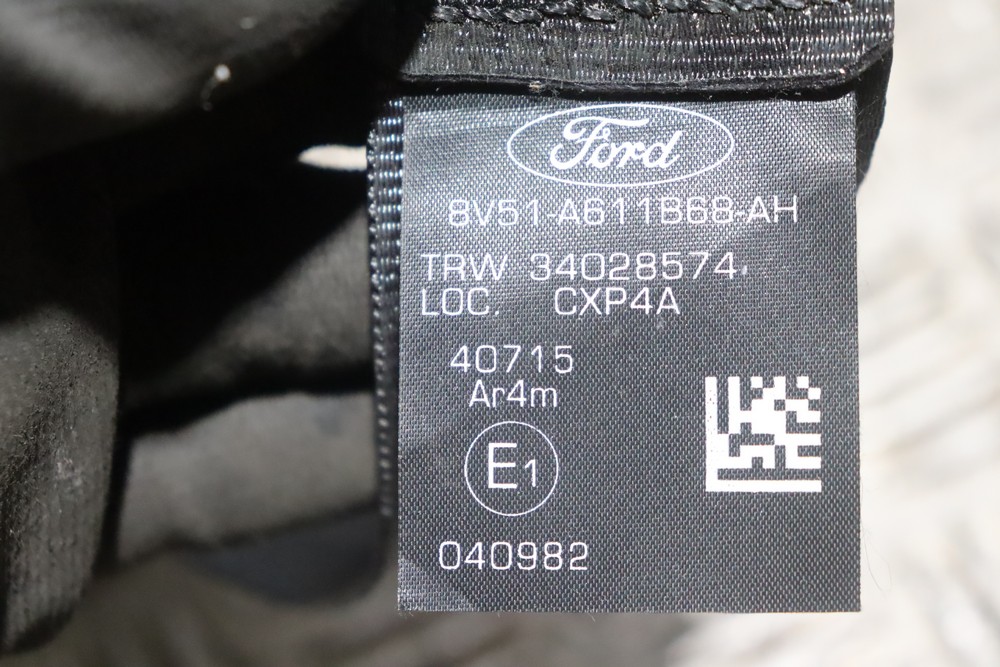 Ford
8V51-A611B68-AH
TRW 34028574
LOC. CXP4A
40715
Ar4m
E1
040982